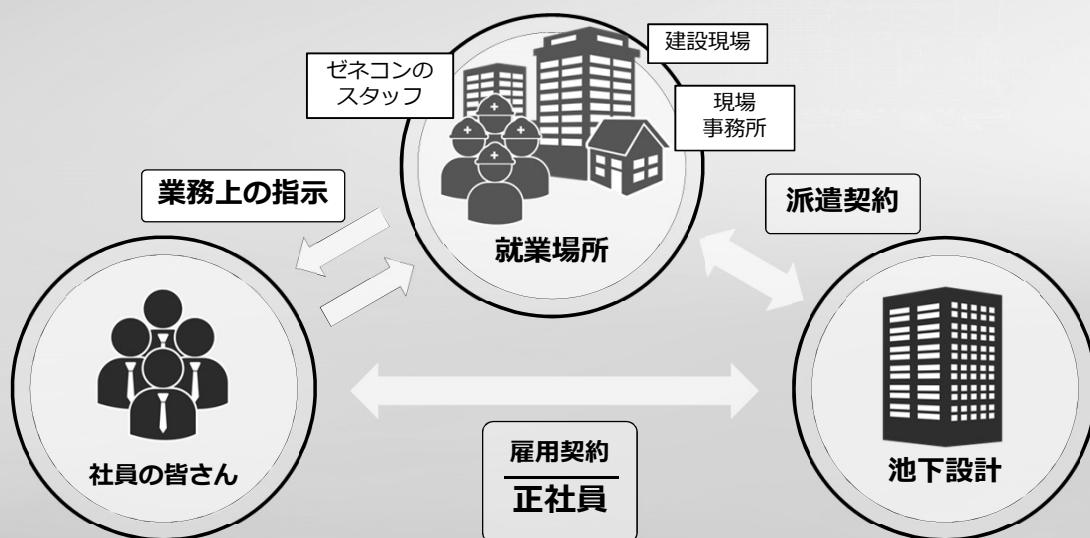 建設現場
ゼネコンの
スタッフ
現場
事務所
業務上の指示
派遣契約
就業場所
社員の皆さん
雇用契約
正社員
池下設計